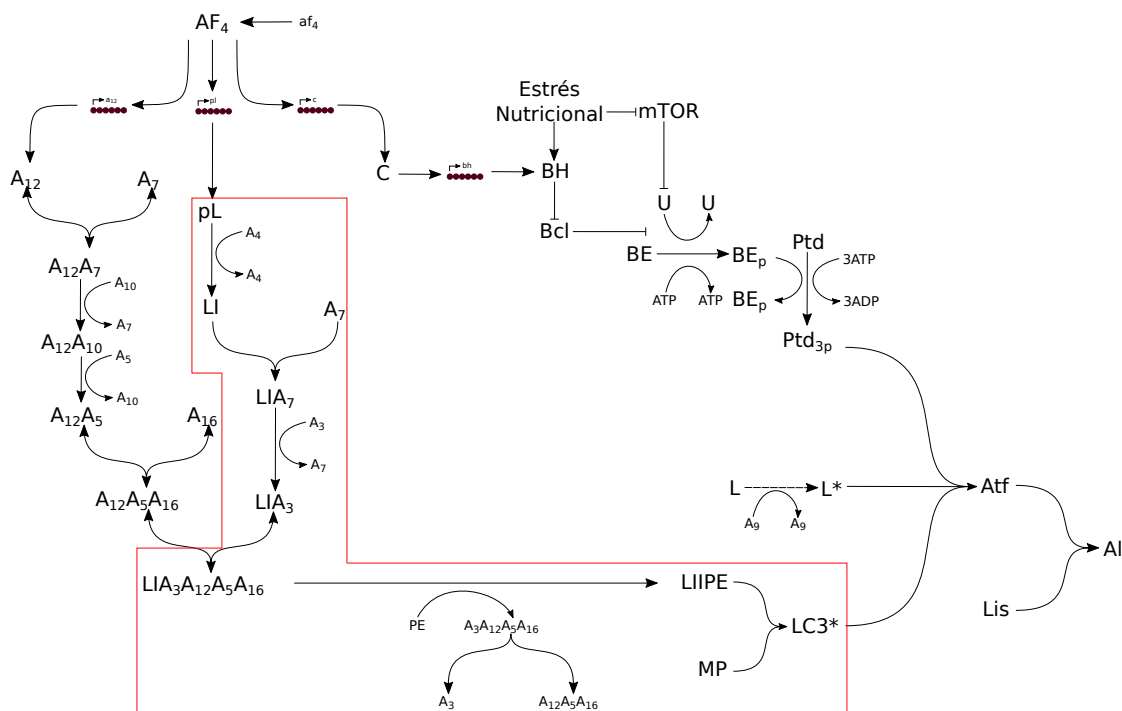 AF₄
af₄
a₁₂
pl
c
Estrés
Nutricional
mTOR
bh
A₁₂
A₇
C
BH
pL
U
U
A₄
Bcl
A₄
BE
BEₚ
Ptd
3ATP
A₁₂A₇
A₁₀
A₇
LI
A₇
ATP
ATP
BEₚ
3ADP
A₁₂A₁₀
A₅
A₁₀
Ptd₃ₚ
LIA₇
A₁₂A₅
A₁₆
A₃
A₇
A₁₂A₅A₁₆
LIA₃
L
L*
Atf
A₉
A₉
Al
LIA₃A₁₂A₅A₁₆
LIIPE
PE
A₃A₁₂A₅A₁₆
LC3*
Lis
MP
A₃
A₁₂A₅A₁₆